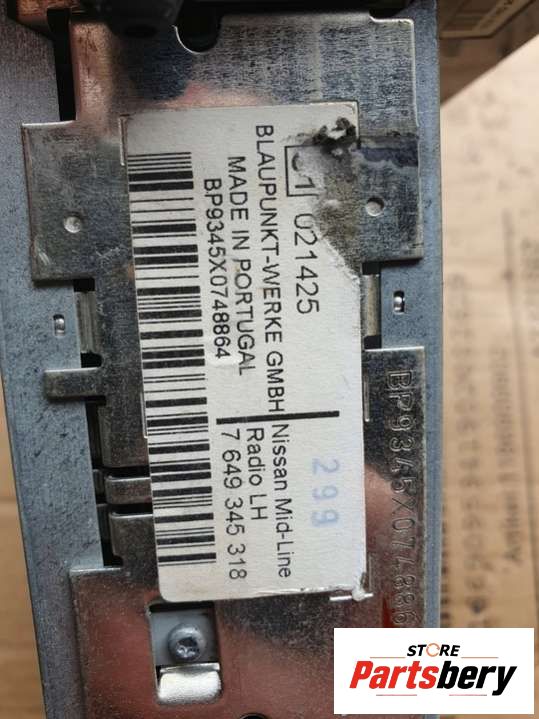 021425
BLAUPUNKT-WERKE GMBH
MADE IN PORTUGAL
BP9345X0748864
299
Nissan Mid-Line
Radio LH
7 649 345 318
STORE
Partsbery